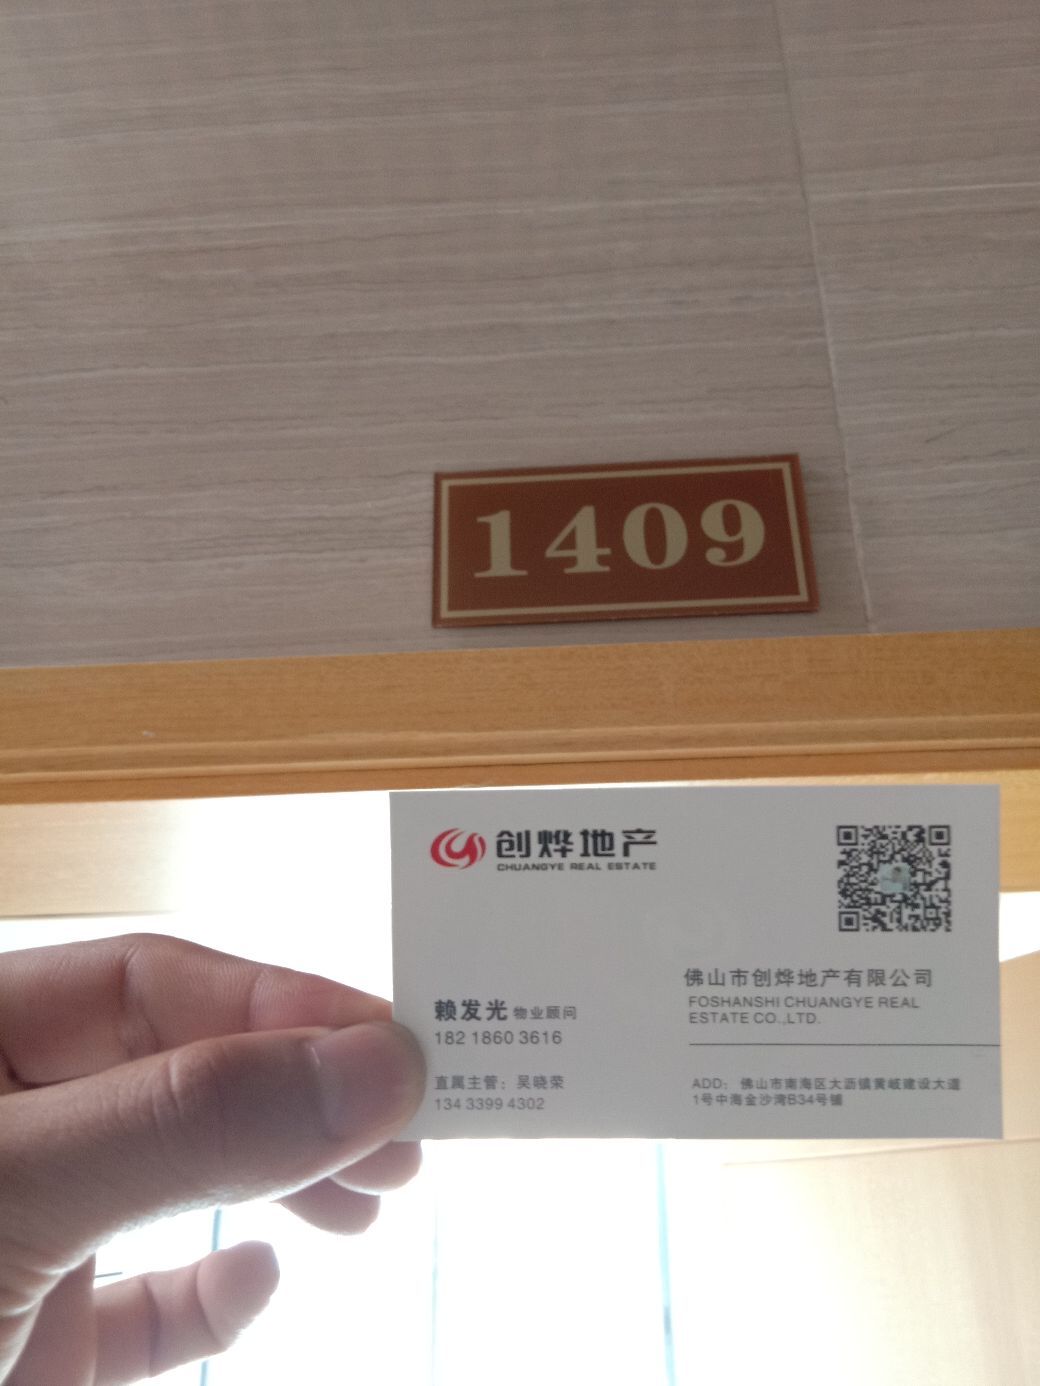 1409
创烨地产
CHUANGYE REAL ESTATE
佛山市创烨地产有限公司
FOSHANSHI CHUANGYE REAL
ESTATE CO.,LTD.
赖发光 物业顾问
182 1860 3616
直属主管：吴晓荣
134 3399 4302
ADD： 佛山市南海区大沥镇黄岐建设大道
1号中海金沙湾B34号铺